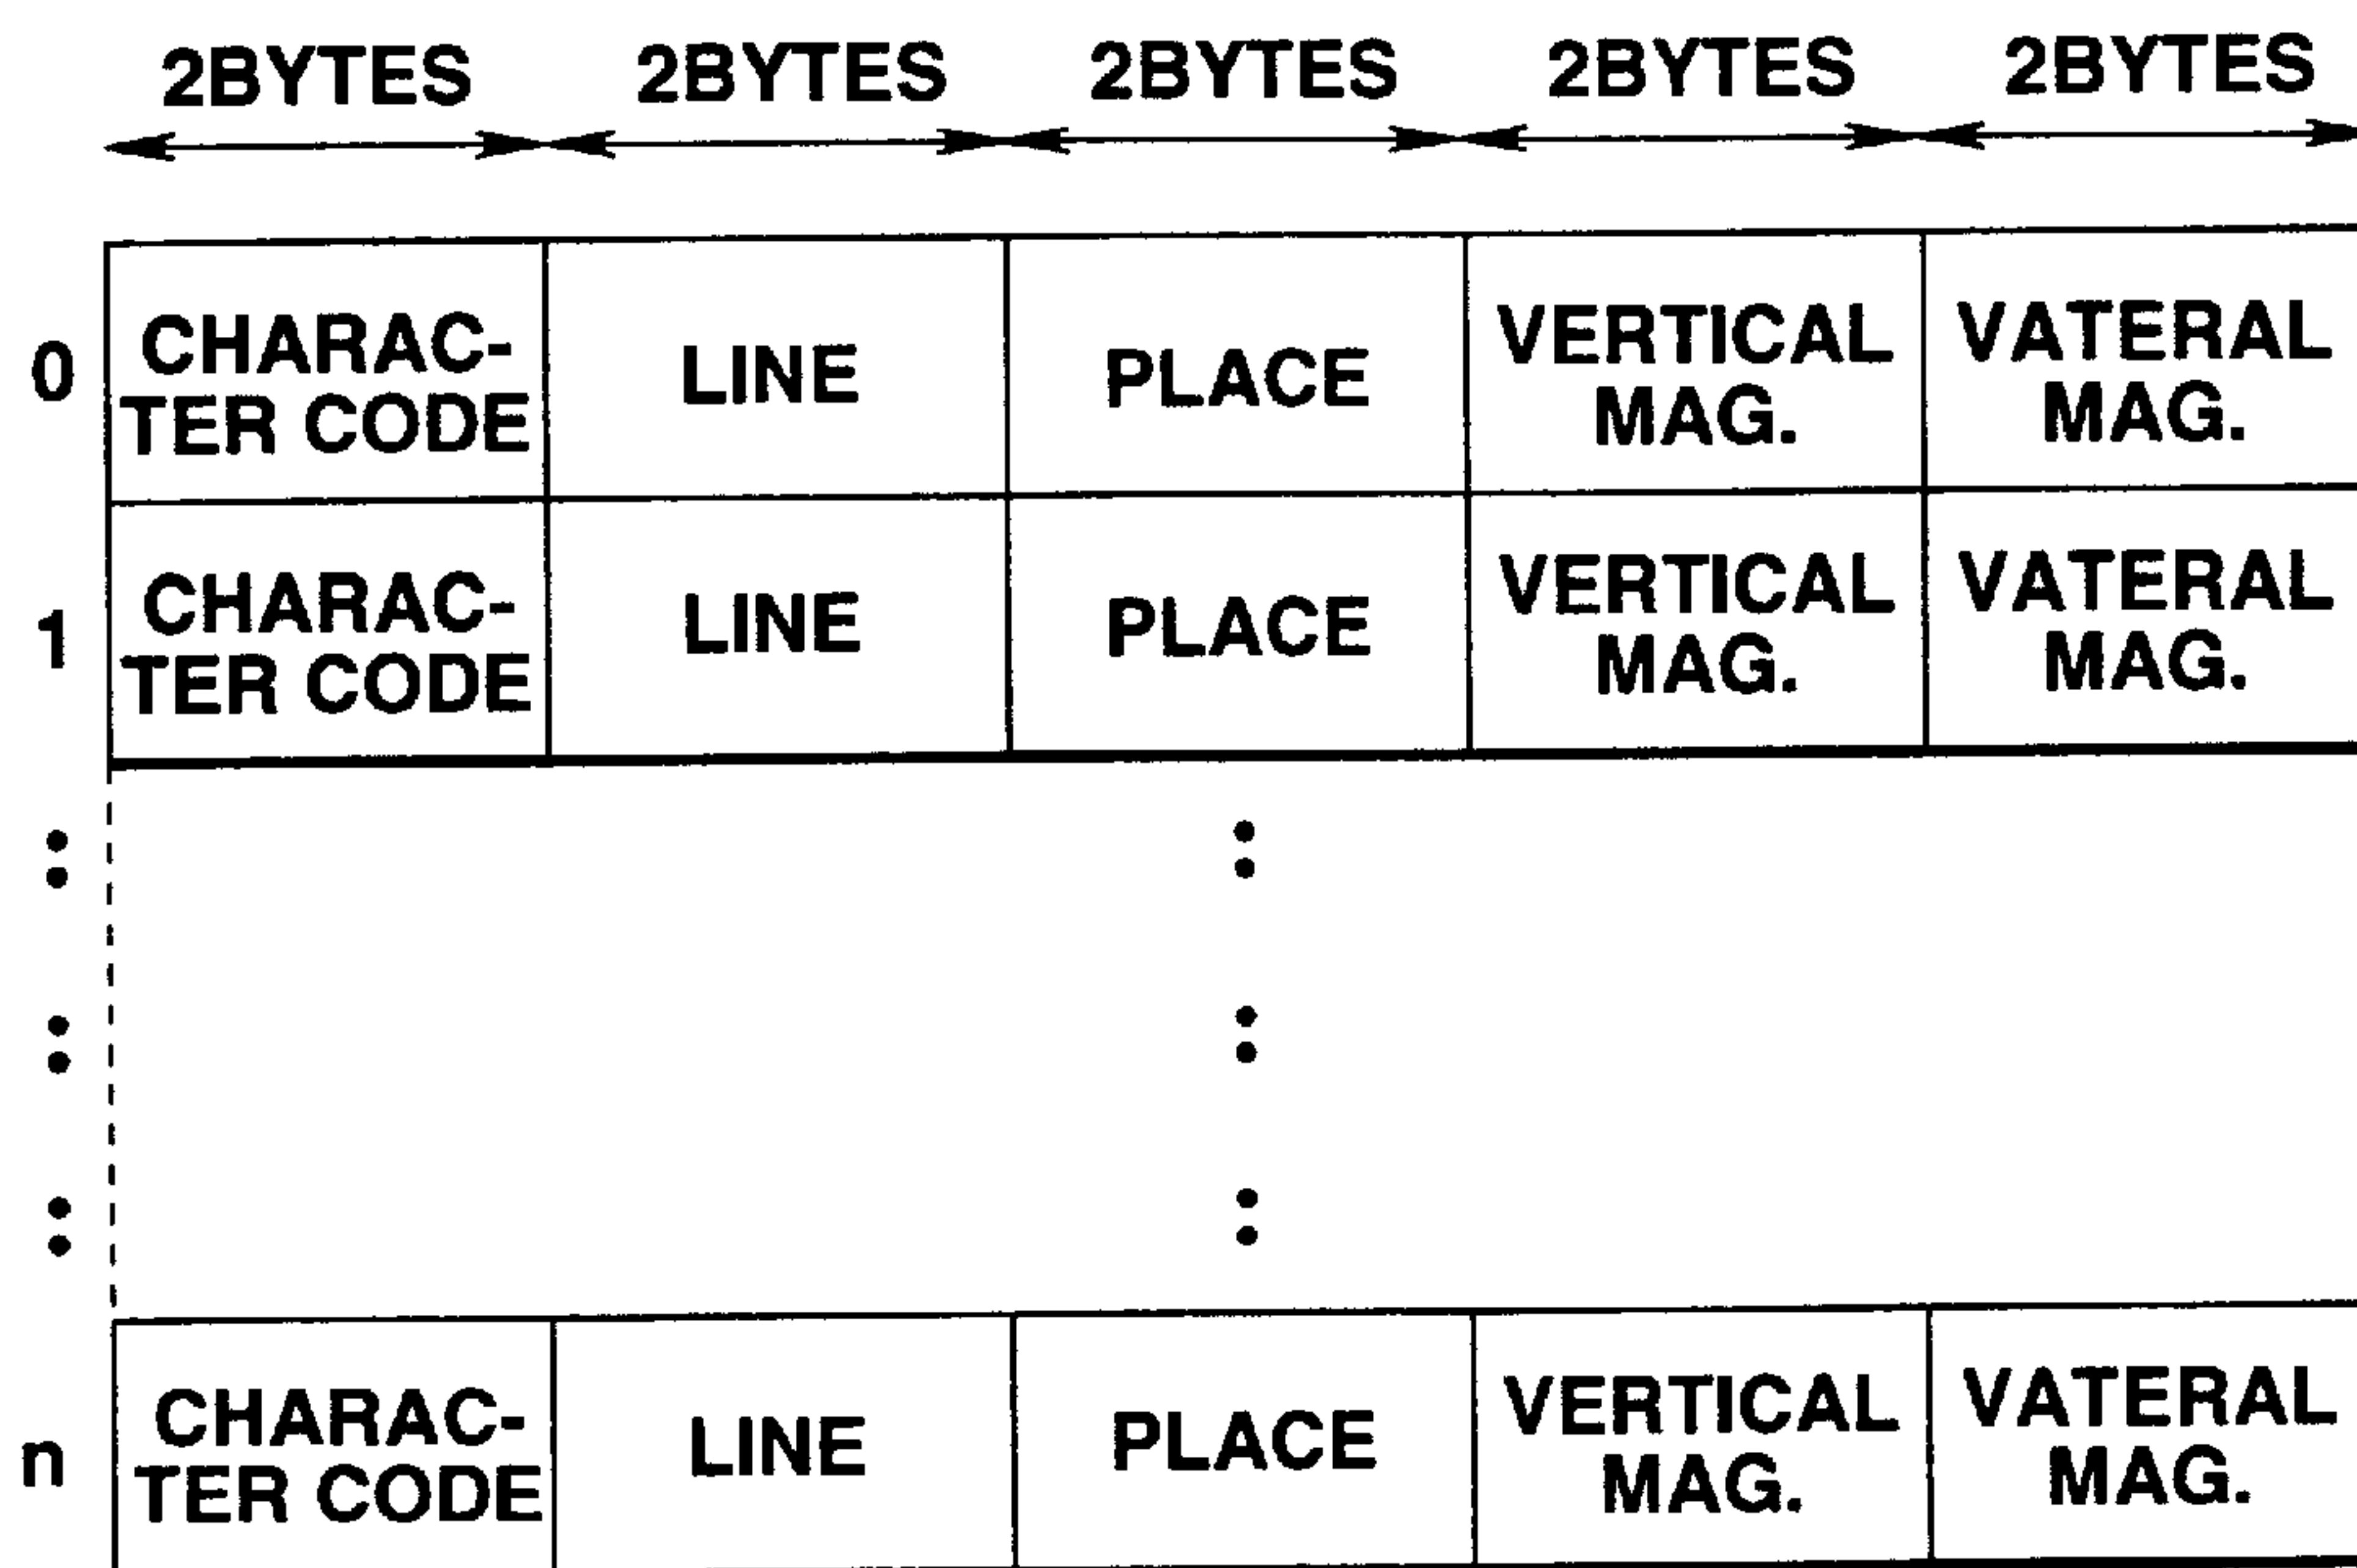 2BYTES 2BYTES 2BYTES 2BYTES 2BYTES
0 CHARAC-TER CODE LINE PLACE VERTICAL MAG. VATERAL MAG.
1 CHARAC-TER CODE LINE PLACE VERTICAL MAG. VATERAL MAG.
n CHARAC-TER CODE LINE PLACE VERTICAL MAG. VATERAL MAG.